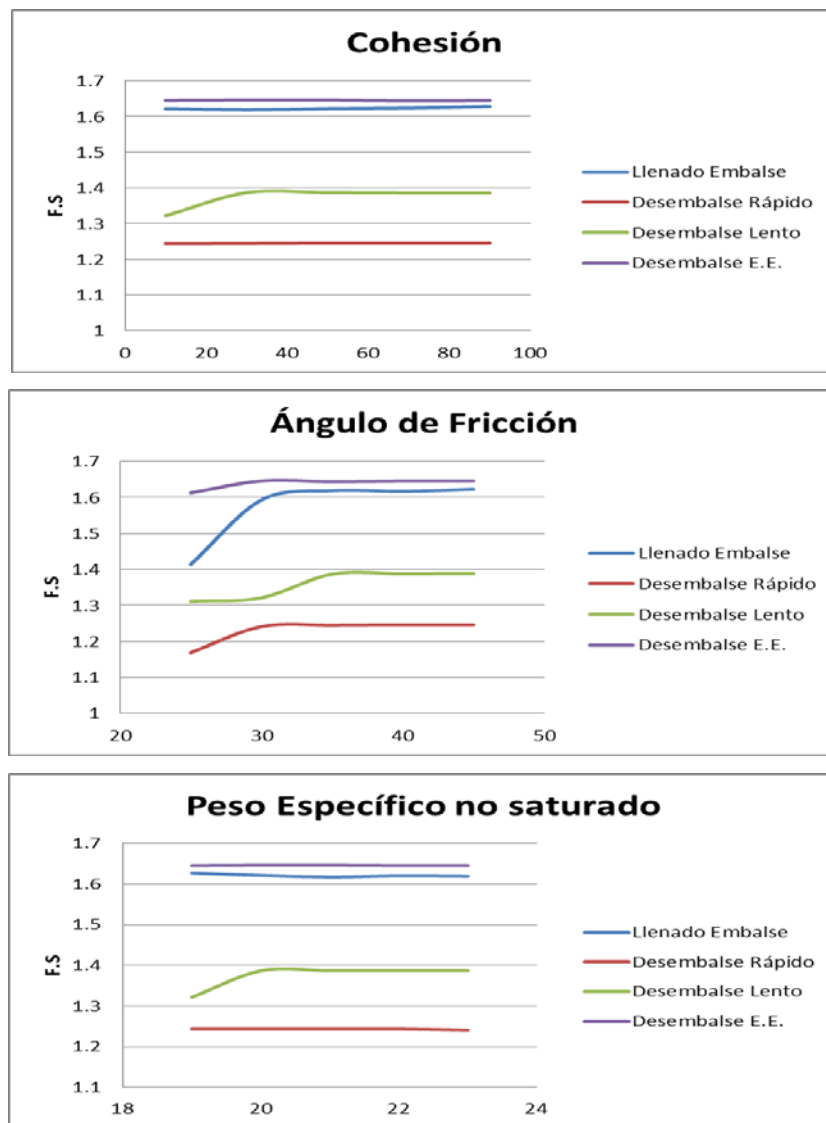 Cohesión
1.7
1.6
1.5
1.4
1.3
1.2
1.1
1
F.S
0 20 40 60 80 100
Llenado Embalse
Desembalse Rápido
Desembalse Lento
Desembalse E.E.
Ángulo de Fricción
1.7
1.6
1.5
1.4
1.3
1.2
1.1
1
F.S
20 30 40 50
Llenado Embalse
Desembalse Rápido
Desembalse Lento
Desembalse E.E.
Peso Específico no saturado
1.7
1.6
1.5
1.4
1.3
1.2
1.1
F.S
18 20 22 24
Llenado Embalse
Desembalse Rápido
Desembalse Lento
Desembalse E.E.